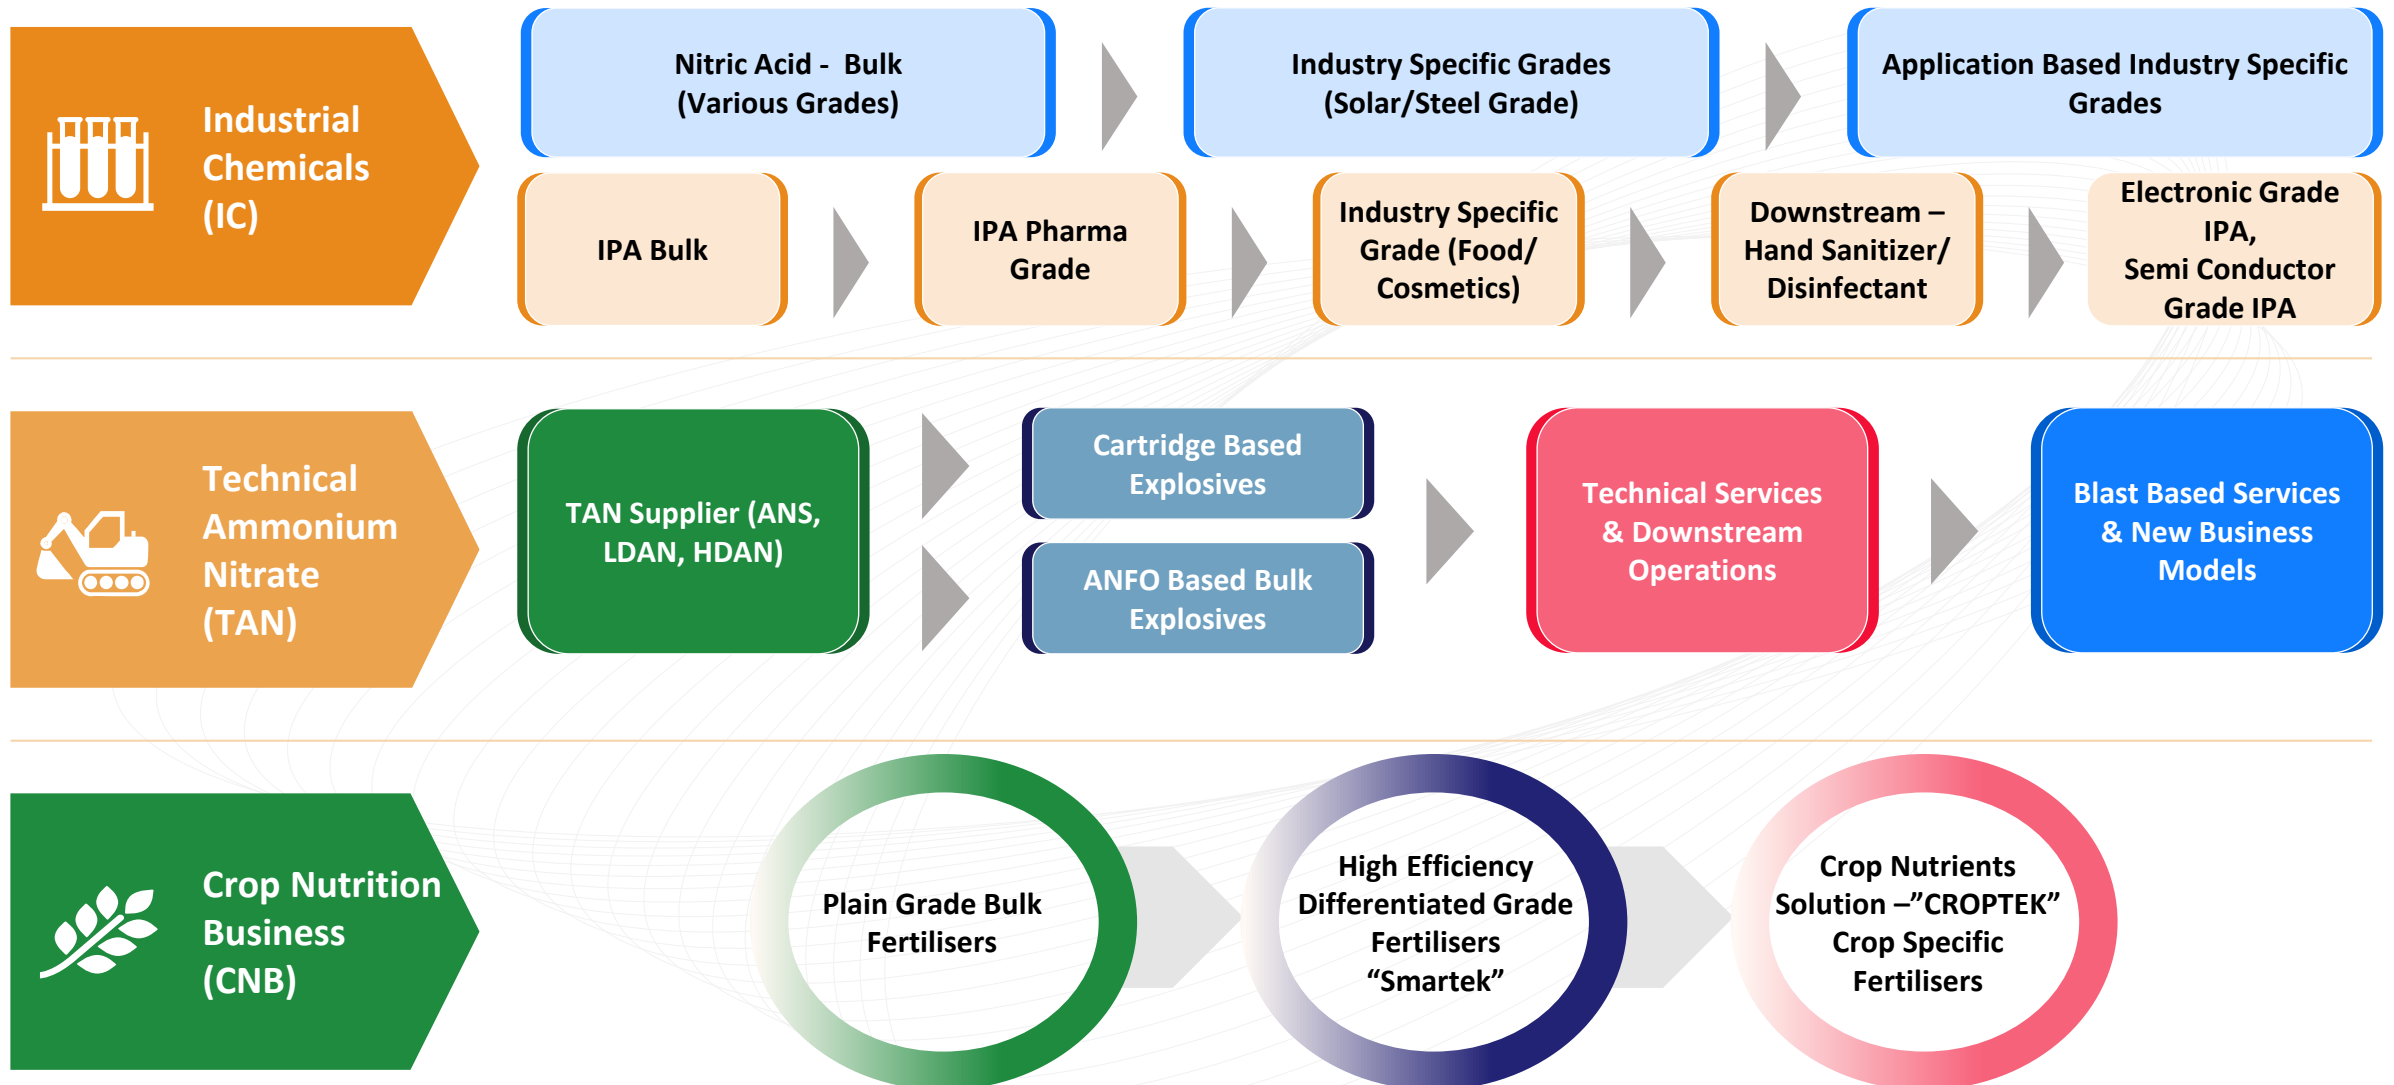 Industrial
Chemicals
(IC)
Nitric Acid - Bulk
(Various Grades)
Industry Specific Grades
(Solar/Steel Grade)
Application Based Industry Specific
Grades
IPA Bulk
IPA Pharma
Grade
Industry Specific
Grade (Food/
Cosmetics)
Downstream –
Hand Sanitizer/
Disinfectant
Electronic Grade
IPA,
Semi Conductor
Grade IPA
Technical
Ammonium
Nitrate
(TAN)
TAN Supplier (ANS,
LDAN, HDAN)
Cartridge Based
Explosives
ANFO Based Bulk
Explosives
Technical Services
& Downstream
Operations
Blast Based Services
& New Business
Models
Crop Nutrition
Business
(CNB)
Plain Grade Bulk
Fertilisers
High Efficiency
Differentiated Grade
Fertilisers
“Smartek”
Crop Nutrients
Solution –”CROPTEK”
Crop Specific
Fertilisers